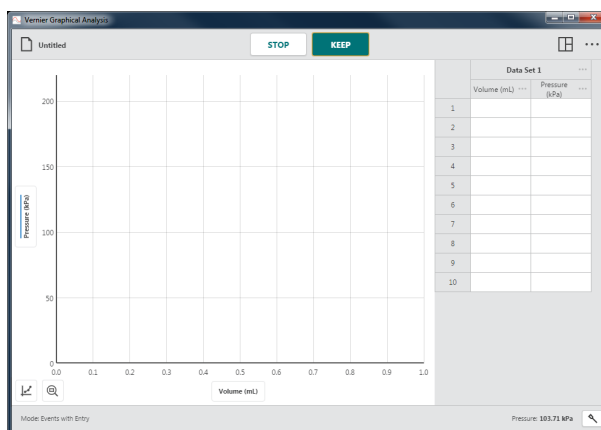 Vernier Graphical Analysis
Untitled
STOP
KEEP
Data Set 1
Volume (mL)
Pressure
(kPa)
1
2
3
4
5
6
7
8
9
10
200
150
100
50
0
Pressure (kPa)
0.0 0.1 0.2 0.3 0.4 0.5 0.6 0.7 0.8 0.9 1.0
Volume (mL)
Mode: Events with Entry
Pressure: 103.71 kPa